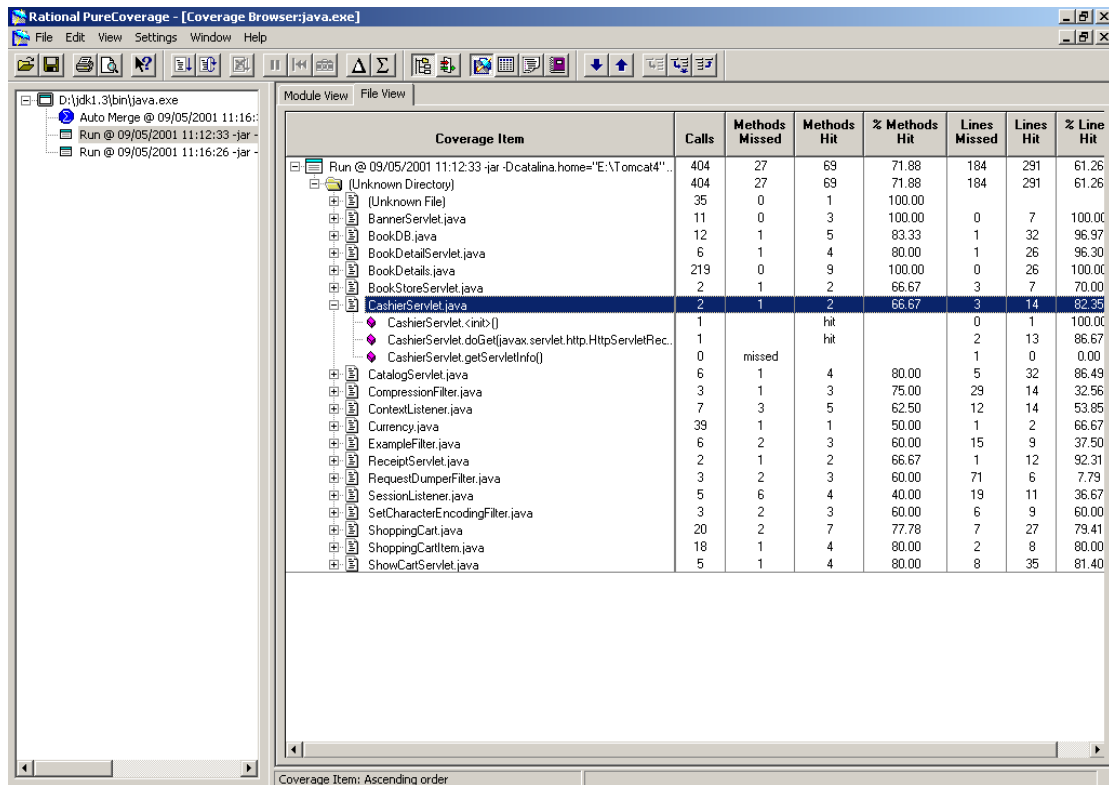 Rational PureCoverage - [Coverage Browser:java.exe]
File Edit View Settings Window Help
D:\jdk1.3\bin\java.exe
Auto Merge @ 09/05/2001 11:16:
Run @ 09/05/2001 11:12:33 -jar -
Run @ 09/05/2001 11:16:26 -jar -
Module View File View
Coverage Item Calls Methods Missed Methods Hit % Methods Hit Lines Missed Lines Hit % Line Hit
Run @ 09/05/2001 11:12:33 -jar -Dcatalina.home="E:\Tomcat4".. 404 27 69 71.88 184 291 61.26
(Unknown Directory) 404 27 69 71.88 184 291 61.26
(Unknown File) 35 0 1 100.00
BannerServlet.java 11 0 3 100.00 0 7 100.00
BookDB.java 12 1 5 83.33 1 32 96.97
BookDetailServlet.java 6 1 4 80.00 1 26 96.30
BookDetails.java 219 0 9 100.00 0 26 100.00
BookStoreServlet.java 2 1 2 66.67 3 7 70.00
CashierServlet.java 2 1 2 66.67 3 14 82.35
CashierServlet.<init>() 1 hit 0 1 100.00
CashierServlet.doGet(javax.servlet.http.HttpServletRec.. 1 hit 2 13 86.67
CashierServlet.getServletInfo() 0 missed 1 0 0.00
CatalogServlet.java 6 1 4 80.00 5 32 86.49
CompressionFilter.java 3 1 3 75.00 29 14 32.56
ContextListener.java 7 3 5 62.50 12 14 53.85
Currency.java 39 1 1 50.00 1 2 66.67
ExampleFilter.java 6 2 3 60.00 15 9 37.50
ReceiptServlet.java 2 1 2 66.67 1 12 92.31
RequestDumperFilter.java 3 2 3 60.00 71 6 7.79
SessionListener.java 5 6 4 40.00 19 11 36.67
SetCharacterEncodingFilter.java 3 2 3 60.00 6 9 60.00
ShoppingCart.java 20 2 7 77.78 7 27 79.41
ShoppingCartItem.java 18 1 4 80.00 2 8 80.00
ShowCartServlet.java 5 1 4 80.00 8 35 81.40
Coverage Item: Ascending order